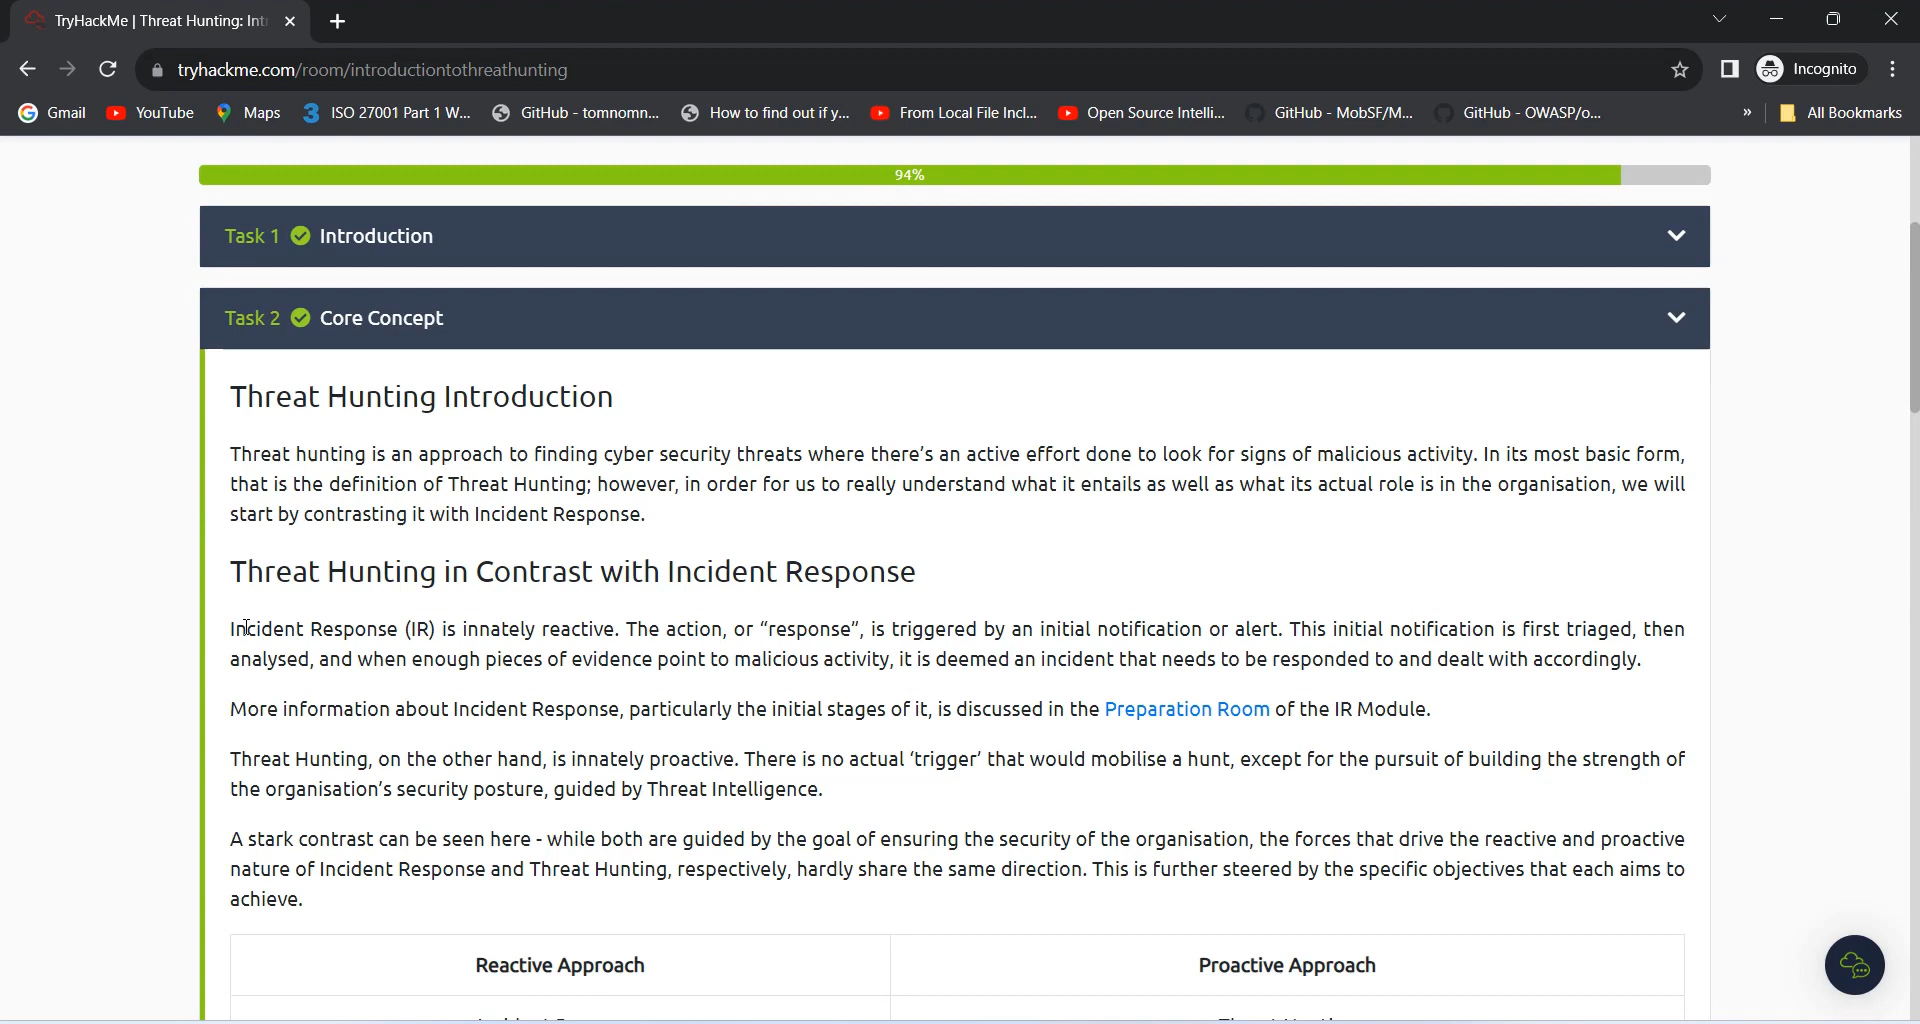 TryHackMe | Threat Hunting: Int
tryhackme.com/room/introductiontothreathunting
Incognito
Gmail
YouTube
Maps
ISO 27001 Part 1 W...
GitHub - tomnomn...
How to find out if y...
From Local File Incl...
Open Source Intelli...
GitHub - MobSF/M...
GitHub - OWASP/o...
»
All Bookmarks
94%
Task 1 Introduction
Task 2 Core Concept
Threat Hunting Introduction
Threat hunting is an approach to finding cyber security threats where there’s an active effort done to look for signs of malicious activity. In its most basic form,
that is the definition of Threat Hunting; however, in order for us to really understand what it entails as well as what its actual role is in the organisation, we will
start by contrasting it with Incident Response.
Threat Hunting in Contrast with Incident Response
Incident Response (IR) is innately reactive. The action, or “response”, is triggered by an initial notification or alert. This initial notification is first triaged, then
analysed, and when enough pieces of evidence point to malicious activity, it is deemed an incident that needs to be responded to and dealt with accordingly.
More information about Incident Response, particularly the initial stages of it, is discussed in the Preparation Room of the IR Module.
Threat Hunting, on the other hand, is innately proactive. There is no actual ‘trigger’ that would mobilise a hunt, except for the pursuit of building the strength of
the organisation’s security posture, guided by Threat Intelligence.
A stark contrast can be seen here - while both are guided by the goal of ensuring the security of the organisation, the forces that drive the reactive and proactive
nature of Incident Response and Threat Hunting, respectively, hardly share the same direction. This is further steered by the specific objectives that each aims to
achieve.
Reactive Approach
Proactive Approach